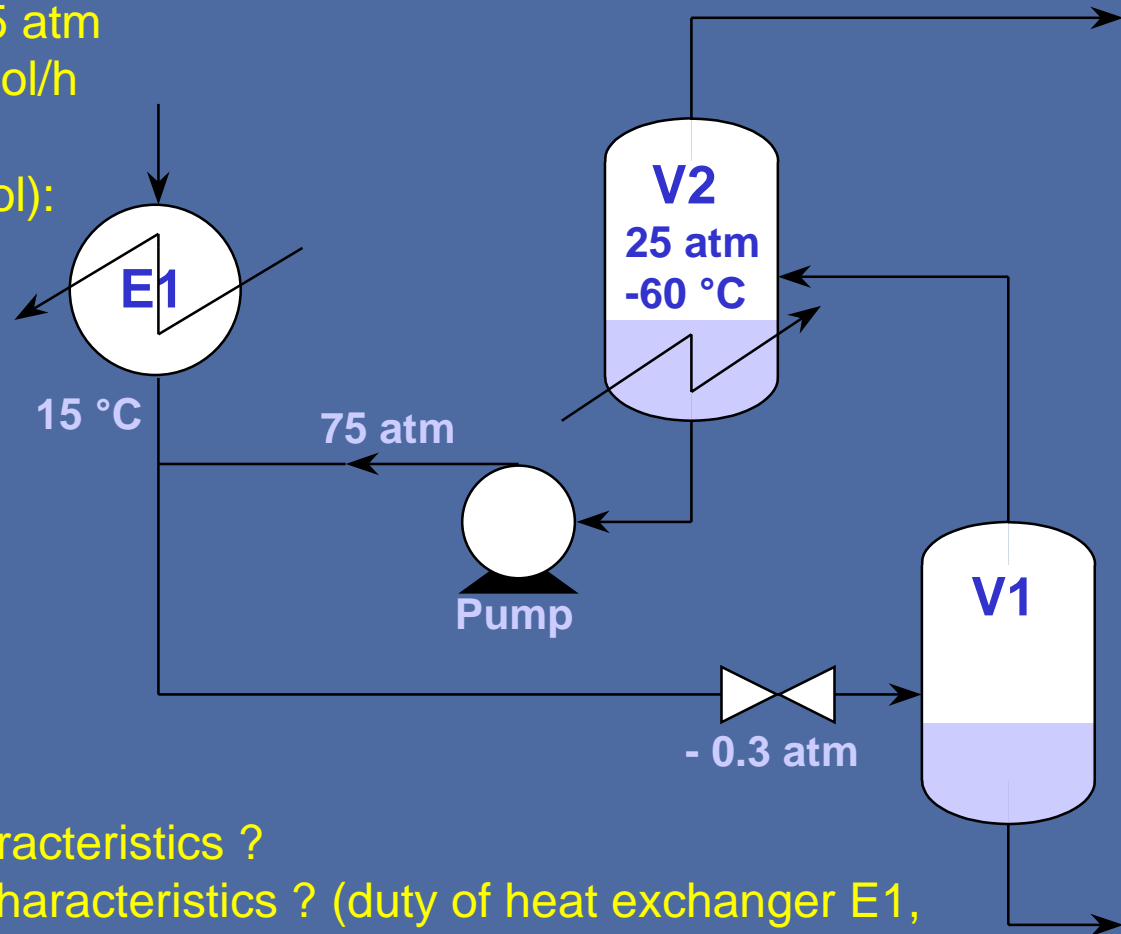 5 atm
ol/h
ol):
E1
15 °C
75 atm
V2
25 atm
-60 °C
Pump
V1
- 0.3 atm
racteristics ?
haracteristics ? (duty of heat exchanger E1,